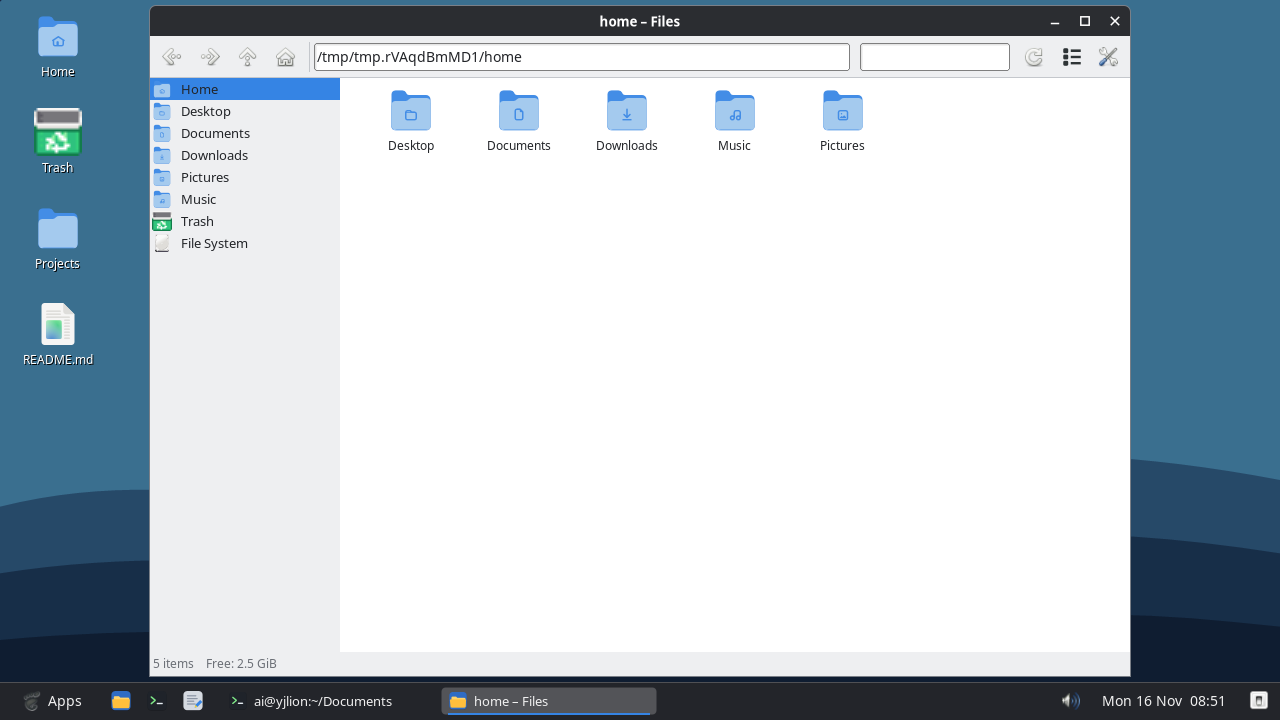 home – Files
/tmp/tmp.rVAqdBmMD1/home
Home
Trash
Projects
README.md
Home
Desktop
Documents
Downloads
Pictures
Music
Trash
File System
Desktop
Documents
Downloads
Music
Pictures
5 items Free: 2.5 GiB
Apps
ai@yjlion:~/Documents
home – Files
Mon 16 Nov 08:51